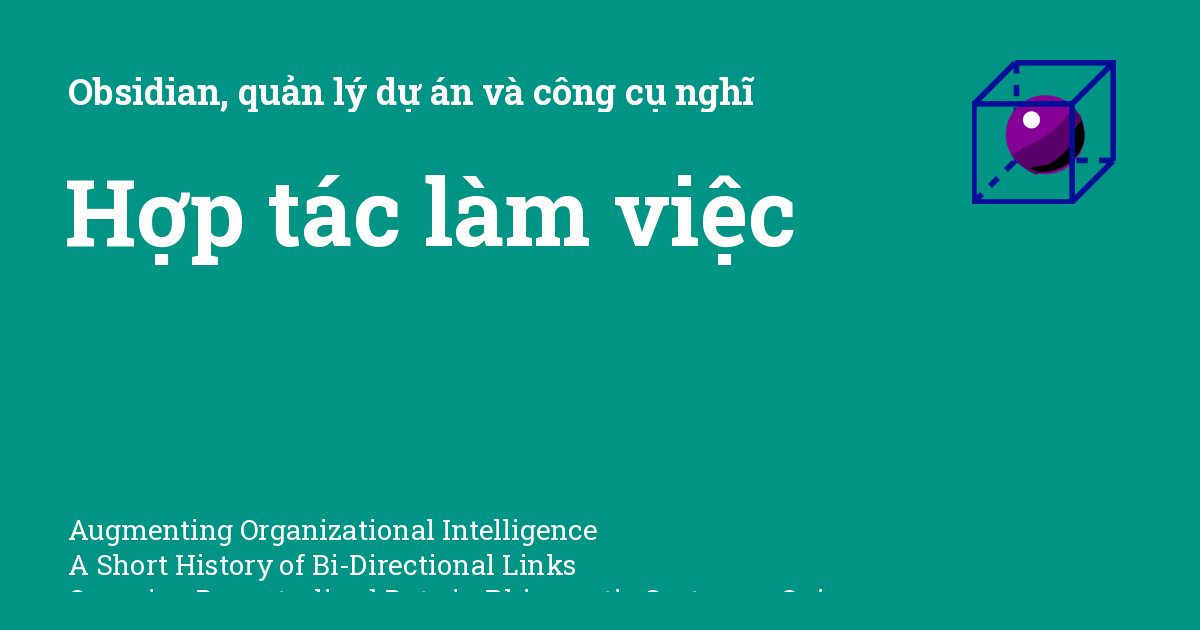 Obsidian, quản lý dự án và công cụ nghĩ
Hợp tác làm việc
Augmenting Organizational Intelligence
A Short History of Bi-Directional Links